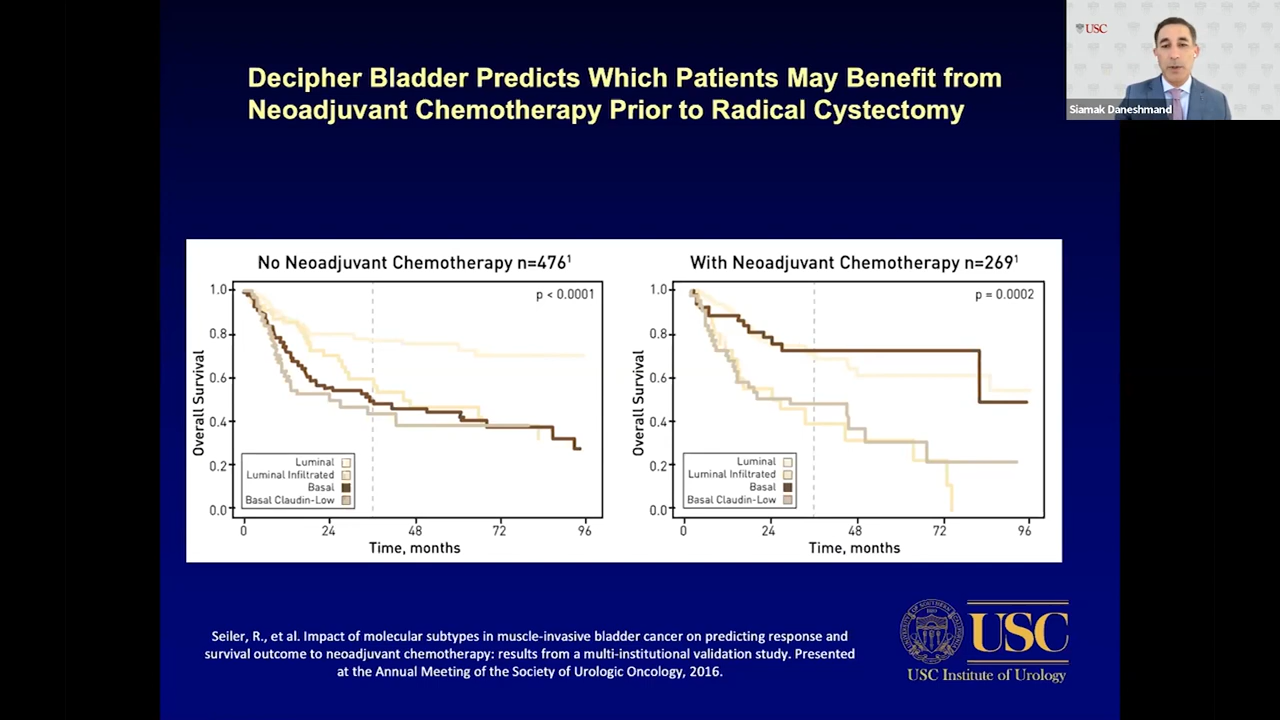 USC
Siamak Daneshmand
Decipher Bladder Predicts Which Patients May Benefit from
Neoadjuvant Chemotherapy Prior to Radical Cystectomy
No Neoadjuvant Chemotherapy n=476¹
p < 0.0001
1.0
0.8
0.6
0.4
0.2
0.0
Overall Survival
Luminal
Luminal Infiltrated
Basal
Basal Claudin-Low
0 24 48 72 96
Time, months
With Neoadjuvant Chemotherapy n=269¹
p = 0.0002
1.0
0.8
0.6
0.4
0.2
0.0
Overall Survival
Luminal
Luminal Infiltrated
Basal
Basal Claudin-Low
0 24 48 72 96
Time, months
Seiler, R., et al. Impact of molecular subtypes in muscle-invasive bladder cancer on predicting response and
survival outcome to neoadjuvant chemotherapy: results from a multi-institutional validation study. Presented
at the Annual Meeting of the Society of Urologic Oncology, 2016.
USC
USC Institute of Urology